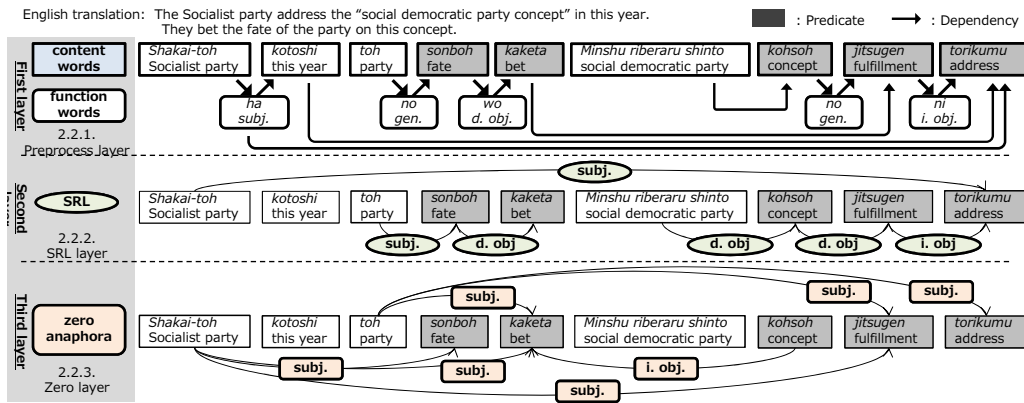 English translation: The Socialist party address the “social democratic party concept” in this year.
They bet the fate of the party on this concept.
: Predicate
: Dependency
First layer
content
words
function
words
2.2.1.
Preprocess layer
Shakai-toh
Socialist party
kotoshi
this year
toh
party
sonboh
fate
kaketa
bet
Minshu riberaru shinto
social democratic party
kohsoh
concept
jitsugen
fulfillment
torikumu
address
ha
subj.
no
gen.
wo
d. obj.
no
gen.
ni
i. obj.
Second
SRL
2.2.2.
SRL layer
subj.
Shakai-toh
Socialist party
kotoshi
this year
toh
party
sonboh
fate
kaketa
bet
Minshu riberaru shinto
social democratic party
kohsoh
concept
jitsugen
fulfillment
torikumu
address
subj.
d. obj
d. obj
d. obj
i. obj
Third layer
zero
anaphora
2.2.3.
Zero layer
subj.
subj.
subj.
Shakai-toh
Socialist party
kotoshi
this year
toh
party
sonboh
fate
kaketa
bet
Minshu riberaru shinto
social democratic party
kohsoh
concept
jitsugen
fulfillment
torikumu
address
subj.
subj.
i. obj.
subj.